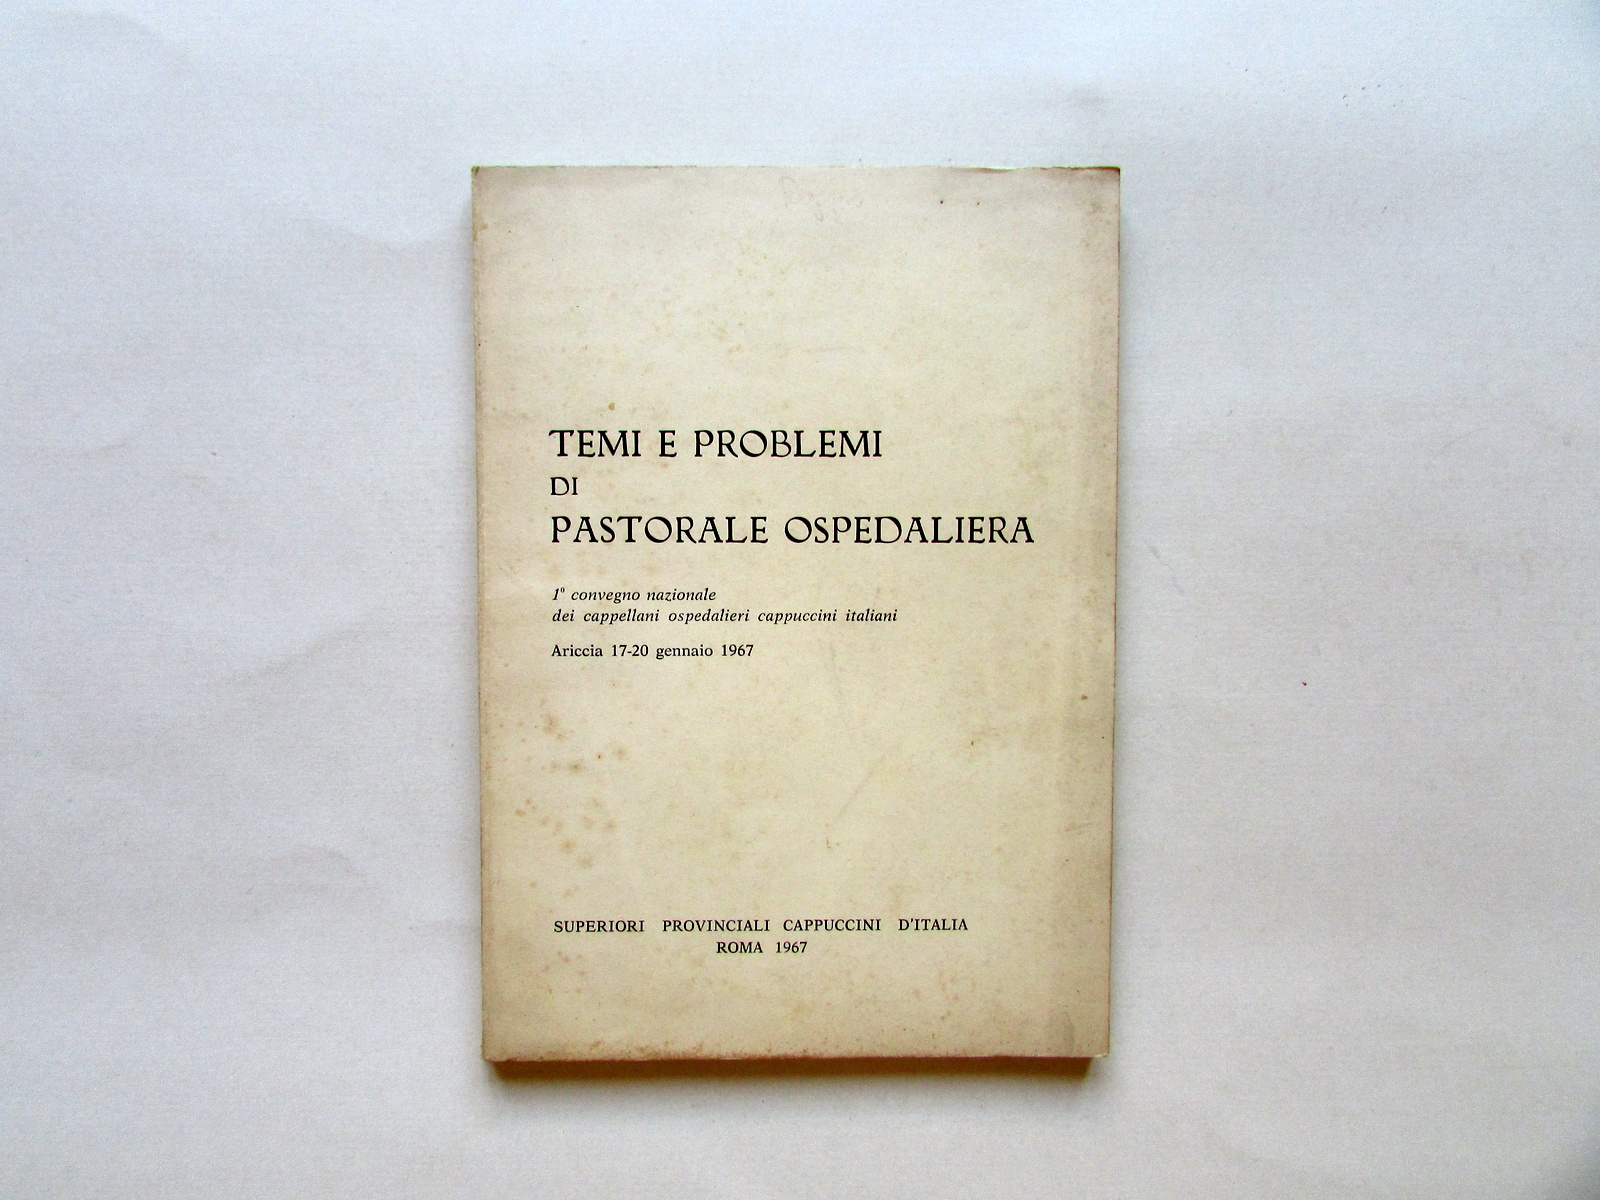 TEMI E PROBLEMI
DI
PASTORALE OSPEDALIERA
1º convegno nazionale
dei cappellani ospedalieri cappuccini italiani
Ariccia 17-20 gennaio 1967
SUPERIORI PROVINCIALI CAPPUCCINI D'ITALIA
ROMA 1967